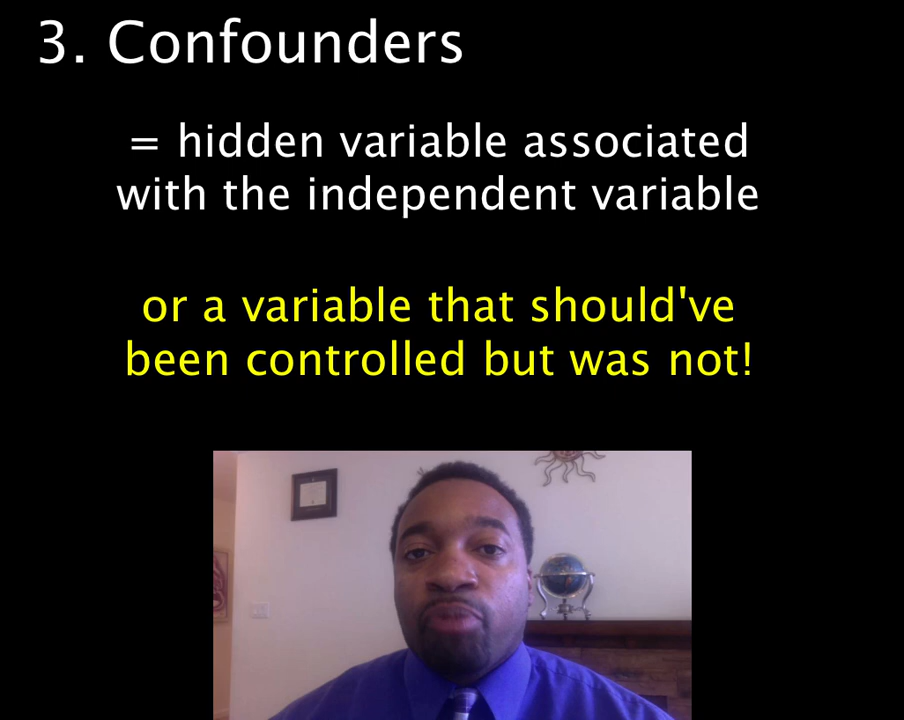 3. Confounders
= hidden variable associated
with the independent variable
or a variable that should've
been controlled but was not!